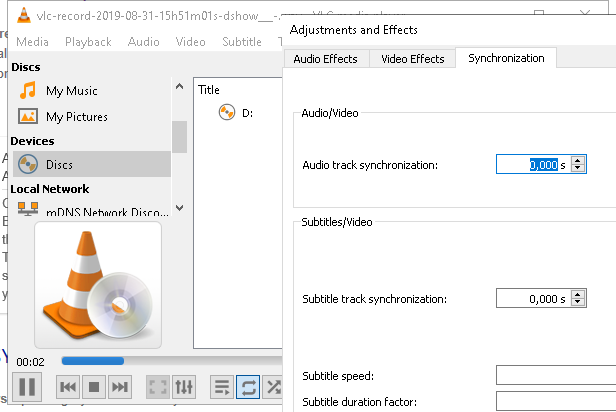 vlc-record-2019-08-31-15h51m01s-dshow__-.
Media Playback Audio Video Subtitle T
Discs
My Music
My Pictures
Devices
Discs
Local Network
mDNS Network Disco...
Title
D:
00:02
Adjustments and Effects
Audio Effects
Video Effects
Synchronization
Audio/Video
Audio track synchronization:
0,000 s
Subtitles/Video
Subtitle track synchronization:
0,000 s
Subtitle speed:
Subtitle duration factor: